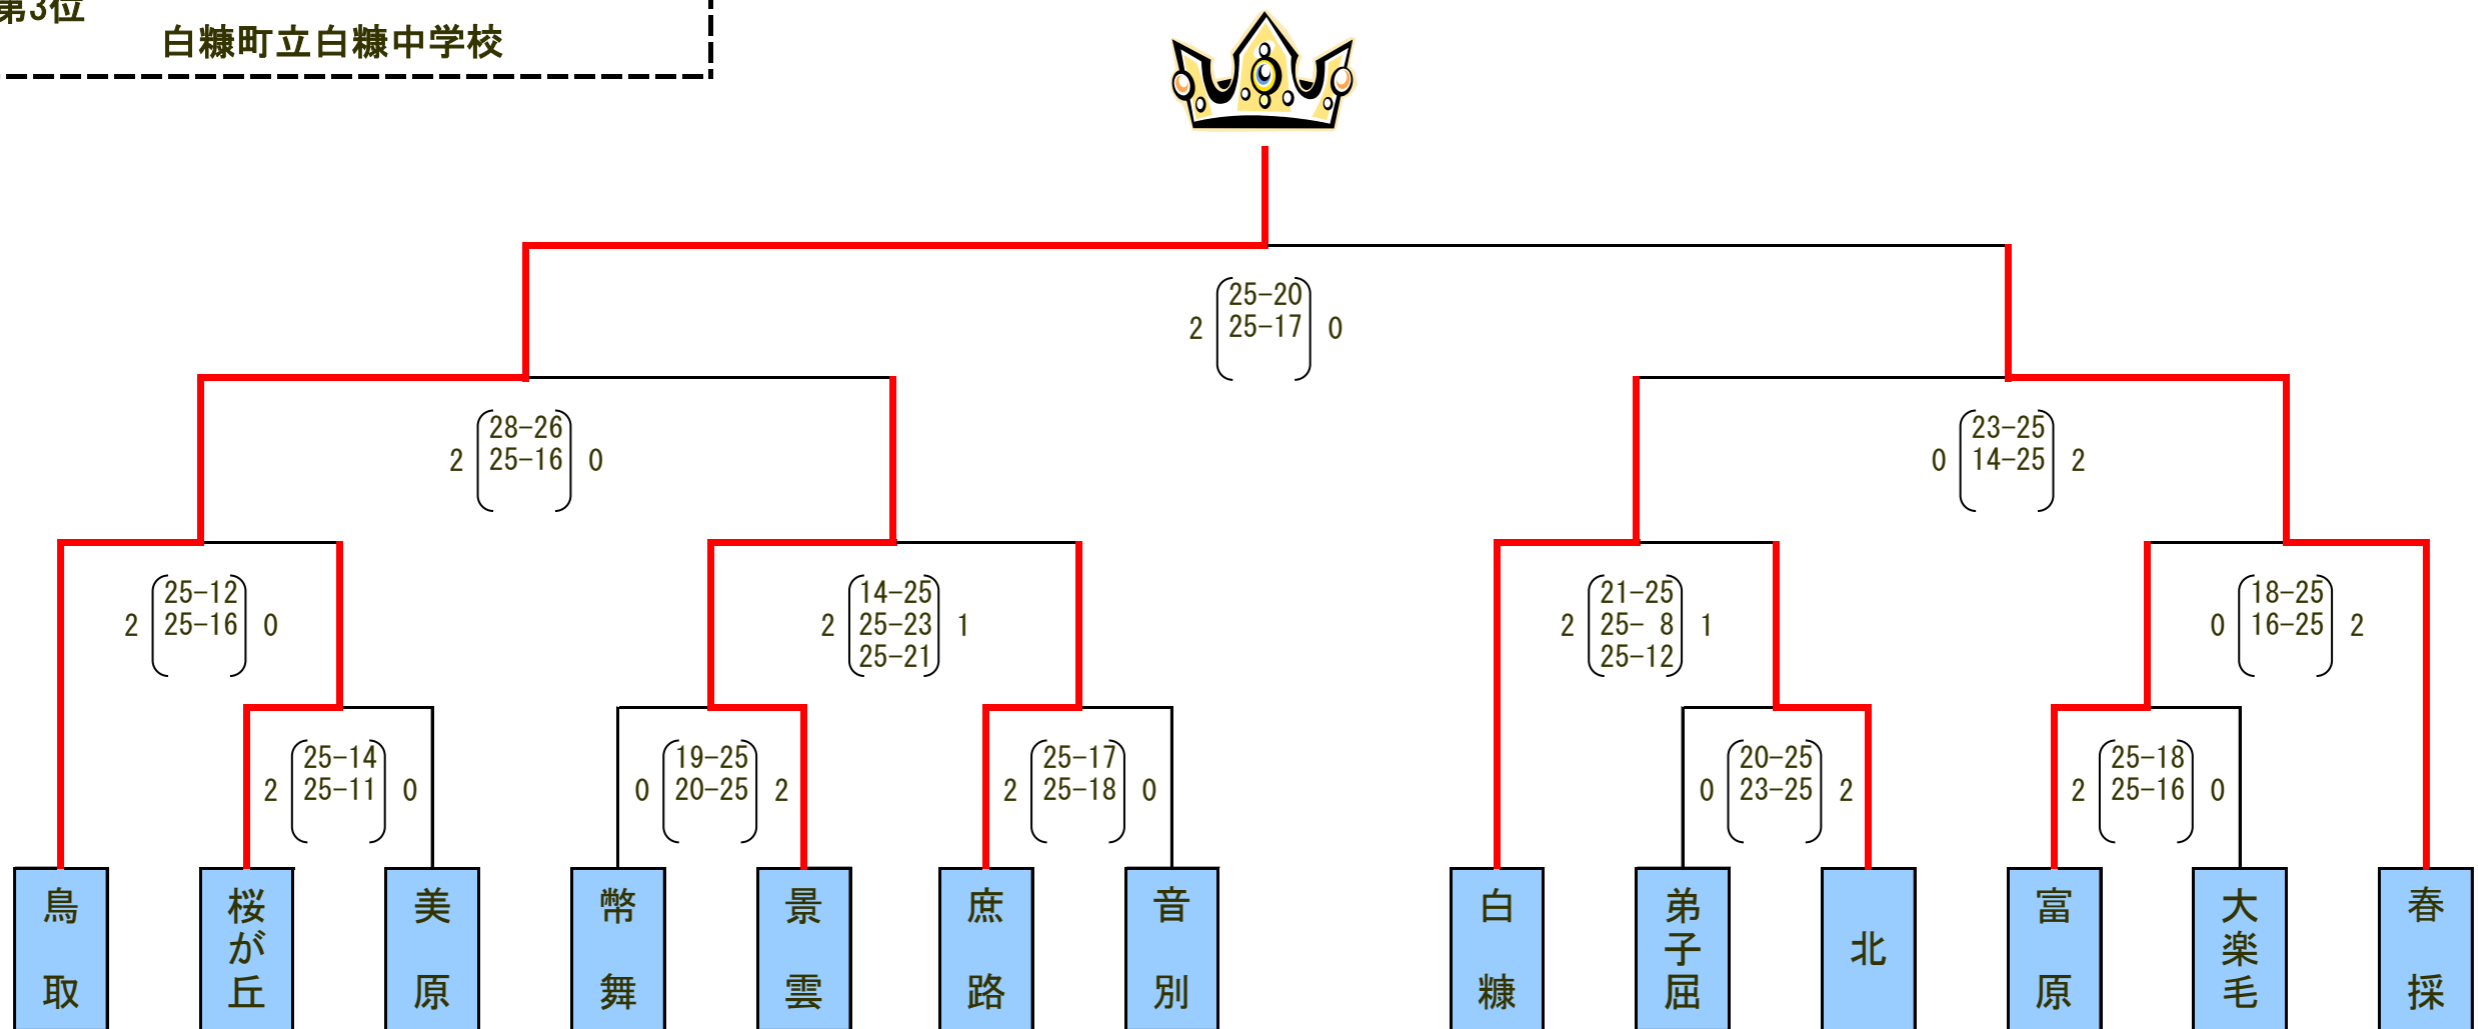 第3位
白糠町立白糠中学校
25-20
2 25-17 0
28-26
2 25-16 0
23-25
0 14-25 2
25-12
2 25-16 0
14-25
2 25-23 1
25-21
21-25
2 25- 8 1
25-12
18-25
0 16-25 2
25-14
2 25-11 0
19-25
0 20-25 2
25-17
2 25-18 0
20-25
0 23-25 2
25-18
2 25-16 0
鳥取
桜が丘
美原
幣舞
景雲
庶路
音別
白糠
弟子屈
北
富原
大楽毛
春採